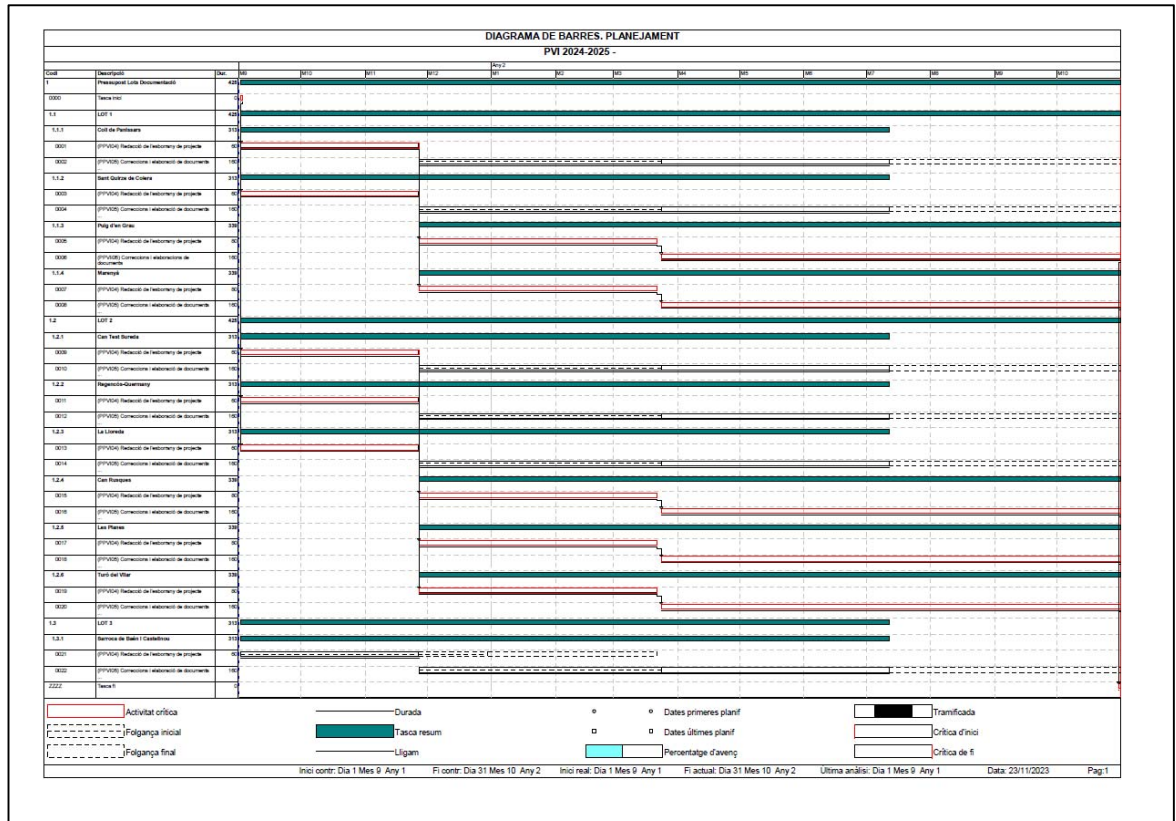 DIAGRAMA DE BARRES. PLANEJAMENT
PVI 2024-2025 -
Any 2
Codi Descripció Dur. M9 M10 M11 M12 M1 M2 M3 M4 M5 M6 M7 M8 M9 M10
1 Pressupost Lots Documentació 425
0000 Tasca inici 0
1.1 LOT 1 425
1.1.1 Coll de Panissars 313
0001 (PPVI04) Redacció de l'esborrany de projecte 60
0002 (PPVI05) Correccions i elaboració de documents 160
...
1.1.2 Sant Quirze de Colera 313
0003 (PPVI04) Redacció de l'esborrany de projecte 60
0004 (PPVI05) Correccions i elaboració de documents 160
...
1.1.3 Puig d'en Grau 339
0005 (PPVI04) Redacció de l'esborrany de projecte 80
0006 (PPVI05) Correccions i elaboracions de 160
documents
1.1.4 Marenyà 339
0007 (PPVI04) Redacció de l'esborrany de projecte 80
0008 (PPVI05) Correccions i elaboració de documents 160
...
1.2 LOT 2 425
1.2.1 Can Test Bureda 313
0009 (PPVI04) Redacció de l'esborrany de projecte 60
0010 (PPVI05) Correccions i elaboració de documents 160
...
1.2.2 Regencós-Quermany 313
0011 (PPVI04) Redacció de l'esborrany de projecte 60
0012 (PPVI05) Correccions i elaboració de documents 160
...
1.2.3 La Lloreda 313
0013 (PPVI04) Redacció de l'esborrany de projecte 60
0014 (PPVI05) Correccions i elaboració de documents 160
...
1.2.4 Can Rusques 339
0015 (PPVI04) Redacció de l'esborrany de projecte 80
0016 (PPVI05) Correccions i elaboració de documents 160
...
1.2.5 Les Planes 339
0017 (PPVI04) Redacció de l'esborrany de projecte 80
0018 (PPVI05) Correccions i elaboració de documents 160
...
1.2.6 Turó del Vilar 339
0019 (PPVI04) Redacció de l'esborrany de projecte 80
0020 (PPVI05) Correccions i elaboració de documents 160
...
1.3 LOT 3 313
1.3.1 Barroca de Baén i Castellnou 313
0021 (PPVI04) Redacció de l'esborrany de projecte 60
0022 (PPVI05) Correccions i elaboració de documents 160
...
ZZZZ Tasca fi 0
Activitat crítica Durada Dates primeres planif Tramificada
Folgança inicial Tasca resum Dates últimes planif Crítica d'inici
Folgança final Lligam Percentatge d'avenç Crítica de fi
Inici contr: Dia 1 Mes 9 Any 1 Fi contr: Dia 31 Mes 10 Any 2 Inici real: Dia 1 Mes 9 Any 1 Fi actual: Dia 31 Mes 10 Any 2 Última anàlisi: Dia 1 Mes 9 Any 1 Data: 23/11/2023 Pag:1